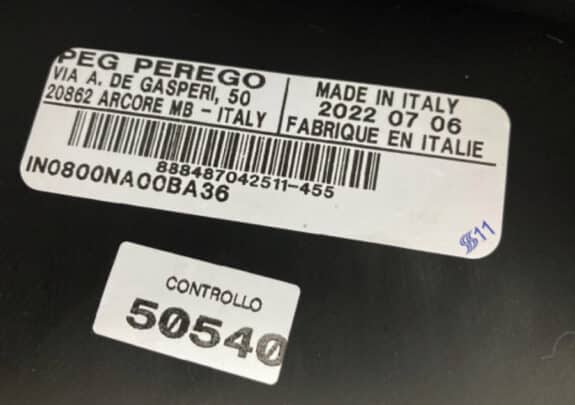 PEG PEREGO
VIA A. DE GASPERI, 50
20862 ARCORE MB - ITALY
MADE IN ITALY
2022 07 06
FABRIQUE EN ITALIE
888487042511-455
IN0800NA00BA36
11
CONTROLLO
50540